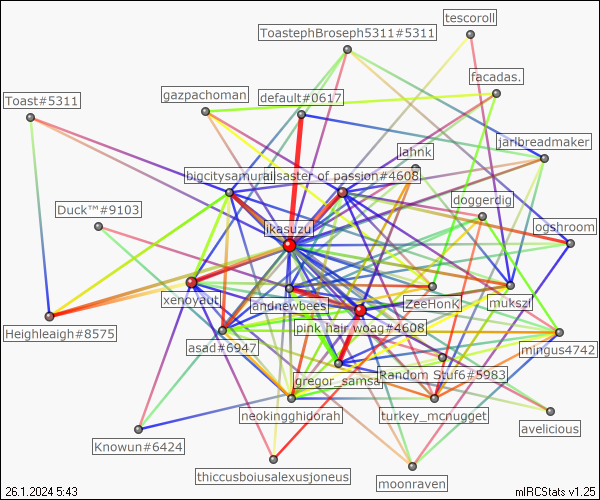 tescoroll
ToastephBroseph5311#5311
facadas.
gazpachoman
default#0617
Toast#5311
jarlbreadmaker
lahnk
bigcitysamurai
disaster of passion#4608
doggerdig
Duck™#9103
ikasuzu
ogshroom
xenoyaut
landnewbees
ZeeHonK
mukszi
pink hair woag#4608
Heighleaigh#8575
asad#6947
mingus4742
gregor_samsa
Random Stuf6#5983
neokingghidorah
turkey_mcnugget
avelicious
Knowun#6424
thiccusboiusalexusjoneus
moonraven
26.1.2024 5:43
mIRCStats v1.25